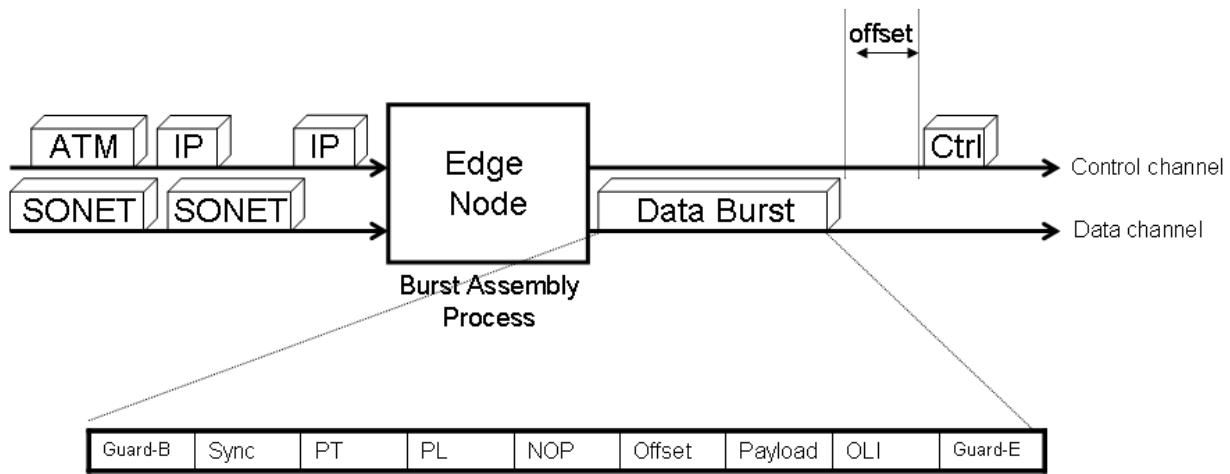 offset
ATM IP IP Ctrl
Edge
Node
Control channel
SONET SONET Data Burst
Data channel
Burst Assembly
Process
Guard-B Sync PT PL NOP Offset Payload OLI Guard-E